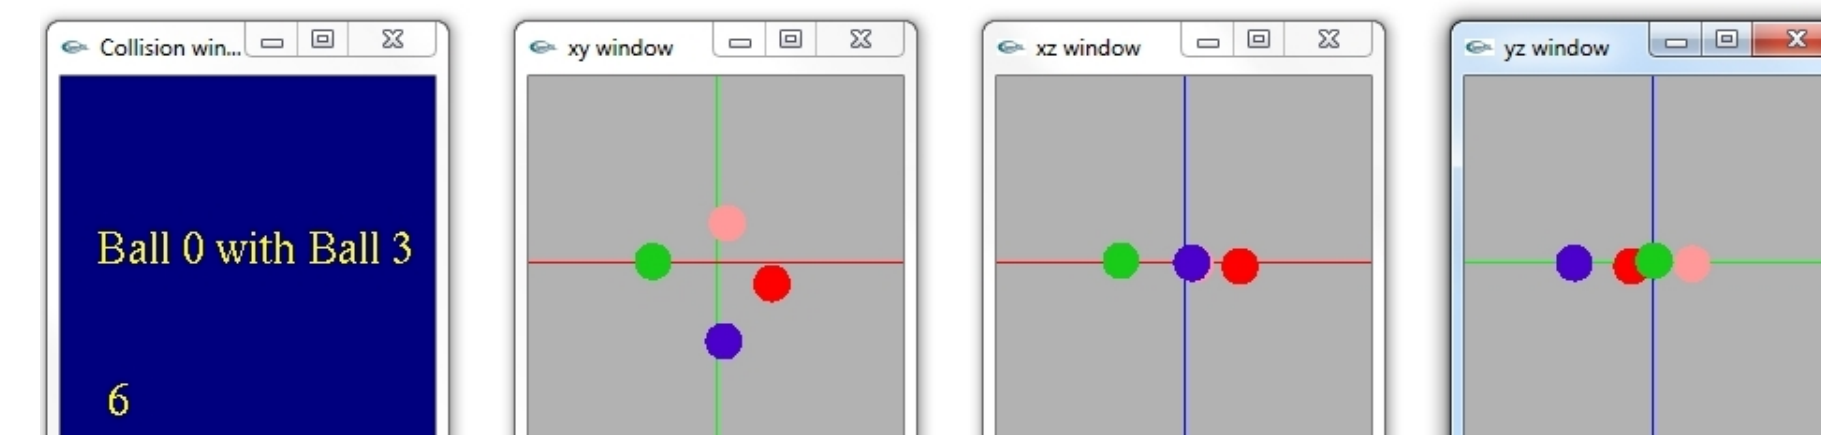 Collision win...
xy window
xz window
yz window
Ball 0 with Ball 3
6